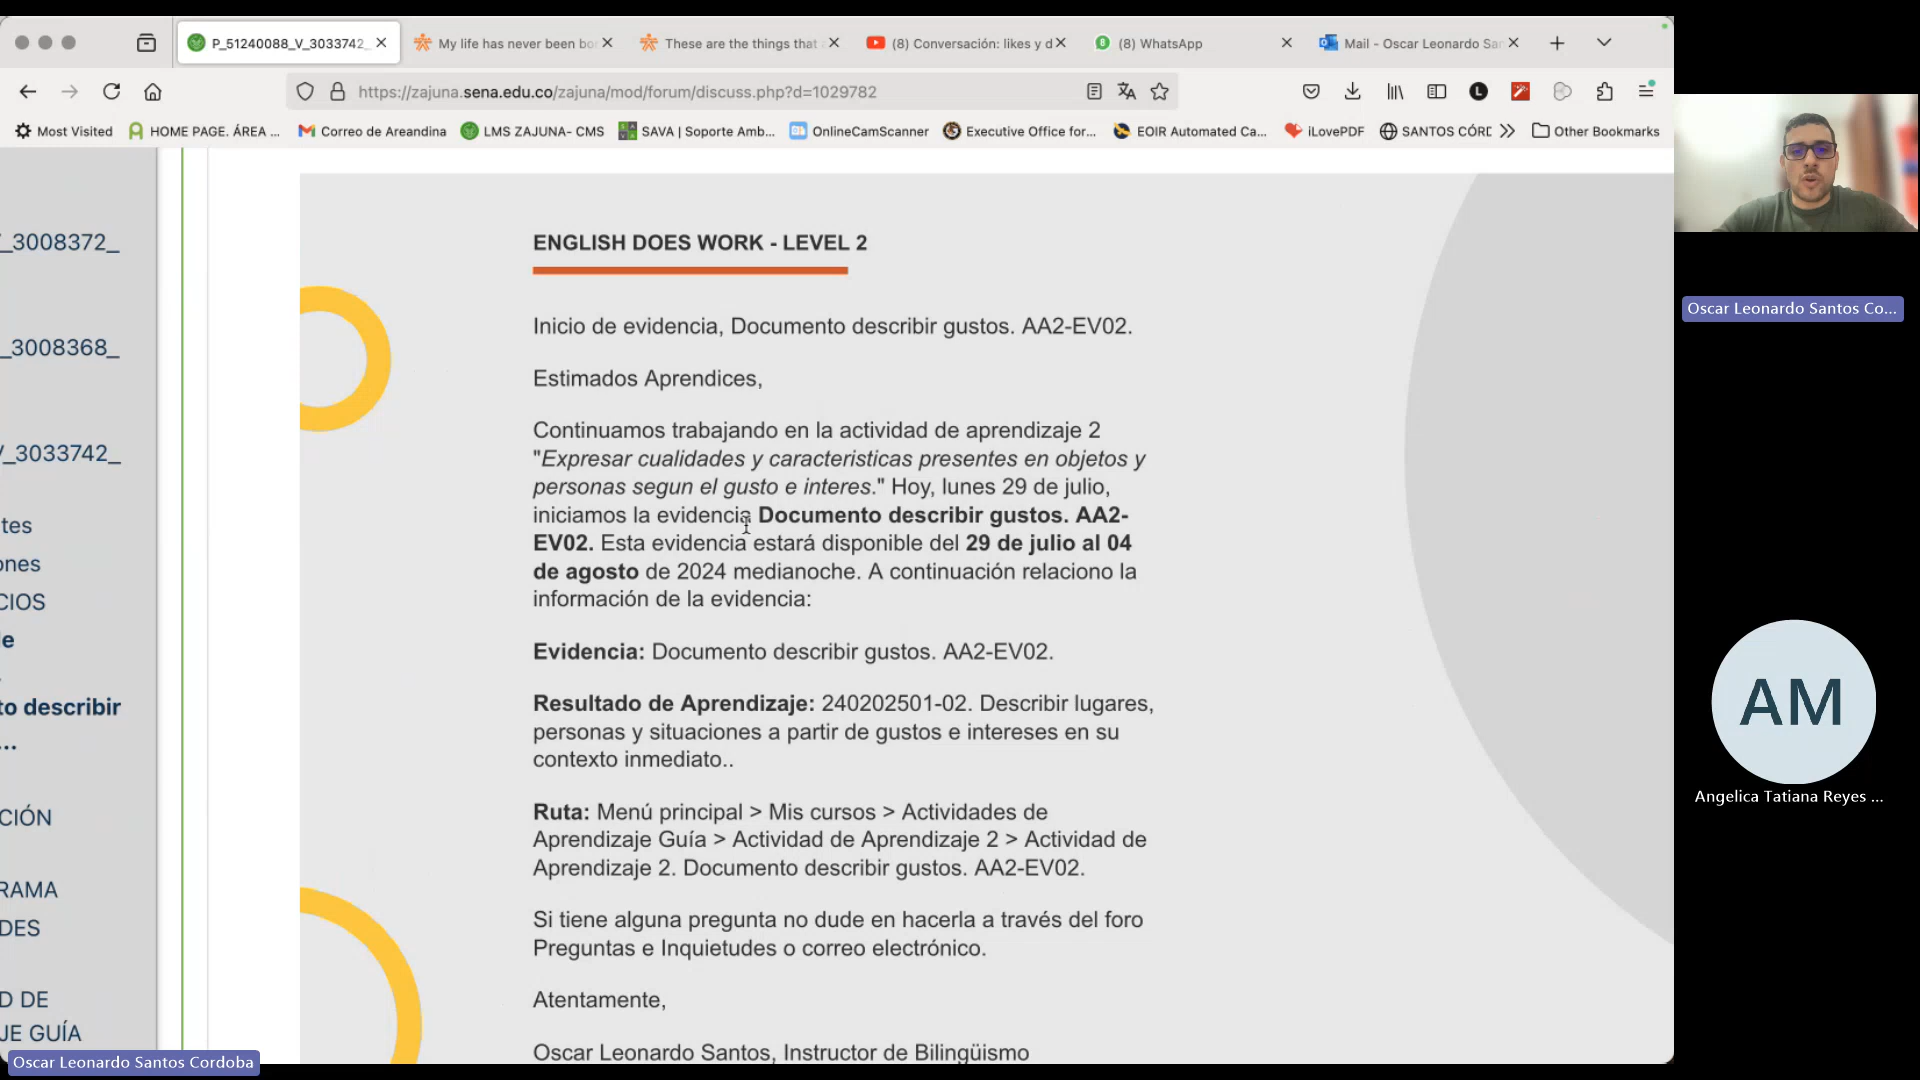 P_51240088_V_3033742_
My life has never been bo
These are the things that
(8) Conversación: likes y d
(8) WhatsApp
Mail - Oscar Leonardo Sar
https://zajuna.sena.edu.co/zajuna/mod/forum/discuss.php?d=1029782
L
Most Visited
HOME PAGE. ÁREA ...
Correo de Areandina
LMS ZAJUNA- CMS
SAVA | Soporte Amb...
OnlineCamScanner
Executive Office for...
EOIR Automated Ca...
iLovePDF
SANTOS CÓRD
Other Bookmarks
_3008372_
_3008368_
V_3033742_
tes
ones
CIOS
de
to describir
...
CIÓN
RAMA
DES
D DE
JE GUÍA
ENGLISH DOES WORK - LEVEL 2
Inicio de evidencia, Documento describir gustos. AA2-EV02.
Estimados Aprendices,
Continuamos trabajando en la actividad de aprendizaje 2
"Expresar cualidades y caracteristicas presentes en objetos y
personas segun el gusto e interes." Hoy, lunes 29 de julio,
iniciamos la evidencia Documento describir gustos. AA2-
EV02. Esta evidencia estará disponible del 29 de julio al 04
de agosto de 2024 medianoche. A continuación relaciono la
información de la evidencia:
Evidencia: Documento describir gustos. AA2-EV02.
Resultado de Aprendizaje: 240202501-02. Describir lugares,
personas y situaciones a partir de gustos e intereses en su
contexto inmediato..
Ruta: Menú principal > Mis cursos > Actividades de
Aprendizaje Guía > Actividad de Aprendizaje 2 > Actividad de
Aprendizaje 2. Documento describir gustos. AA2-EV02.
Si tiene alguna pregunta no dude en hacerla a través del foro
Preguntas e Inquietudes o correo electrónico.
Atentamente,
Oscar Leonardo Santos, Instructor de Bilingüismo
Oscar Leonardo Santos Cordoba
Oscar Leonardo Santos Co...
AM
Angelica Tatiana Reyes ...